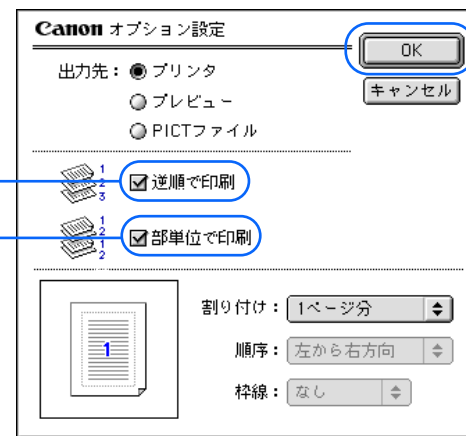 Canon オプション設定
OK
キャンセル
出力先： プリンタ
プレビュー
PICTファイル
1
2
3
逆順で印刷
1
2
1
2
部単位で印刷
1
割り付け： 1ページ分
順序： 左から右方向
枠線： なし